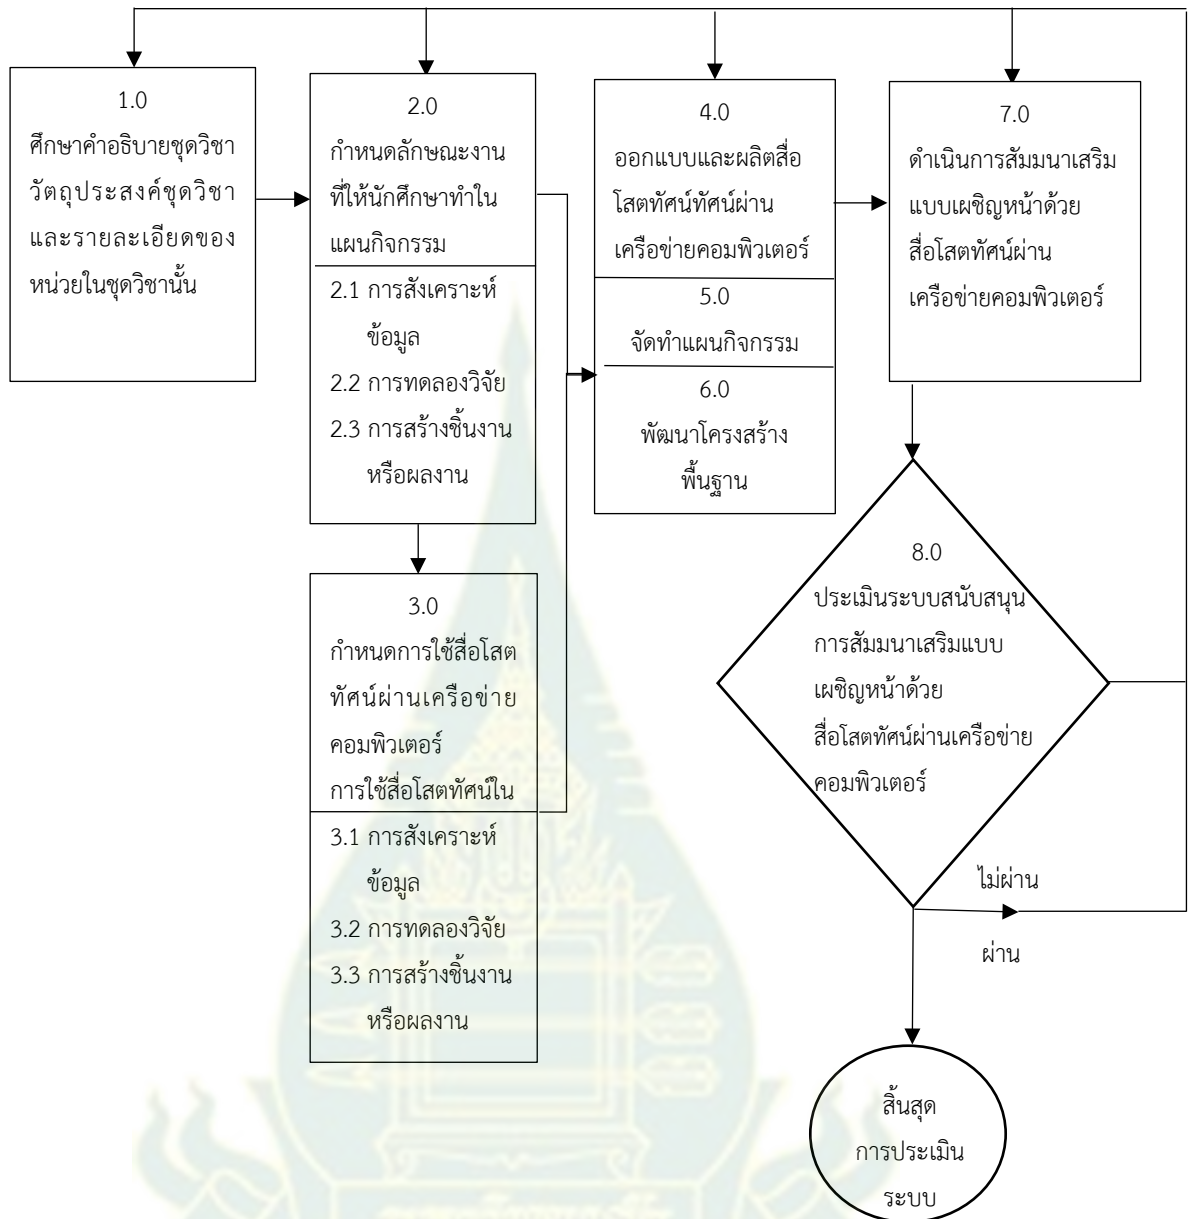 1.0
ศึกษาคำอธิบายชุดวิชา
วัตถุประสงค์ชุดวิชา
และรายละเอียดของ
หน่วยในชุดวิชานั้น
2.0
กำหนดลักษณะงาน
ที่ให้นักศึกษาทำใน
แผนกิจกรรม
2.1 การสังเคราะห์
ข้อมูล
2.2 การทดลองวิจัย
2.3 การสร้างชิ้นงาน
หรือผลงาน
3.0
กำหนดการใช้สื่อโสต
ทัศน์ผ่านเครือข่าย
คอมพิวเตอร์
การใช้สื่อโสตทัศน์ใน
3.1 การสังเคราะห์
ข้อมูล
3.2 การทดลองวิจัย
3.3 การสร้างชิ้นงาน
หรือผลงาน
4.0
ออกแบบและผลิตสื่อ
โสตทัศน์ทัศน์ผ่าน
เครือข่ายคอมพิวเตอร์
5.0
จัดทำแผนกิจกรรม
6.0
พัฒนาโครงสร้าง
พื้นฐาน
7.0
ดำเนินการสัมมนาเสริม
แบบเผชิญหน้าด้วย
สื่อโสตทัศน์ผ่าน
เครือข่ายคอมพิวเตอร์
8.0
ประเมินระบบสนับสนุน
การสัมมนาเสริมแบบ
เผชิญหน้าด้วย
สื่อโสตทัศน์ผ่านเครือข่าย
คอมพิวเตอร์
ไม่ผ่าน
ผ่าน
สิ้นสุด
การประเมิน
ระบบ